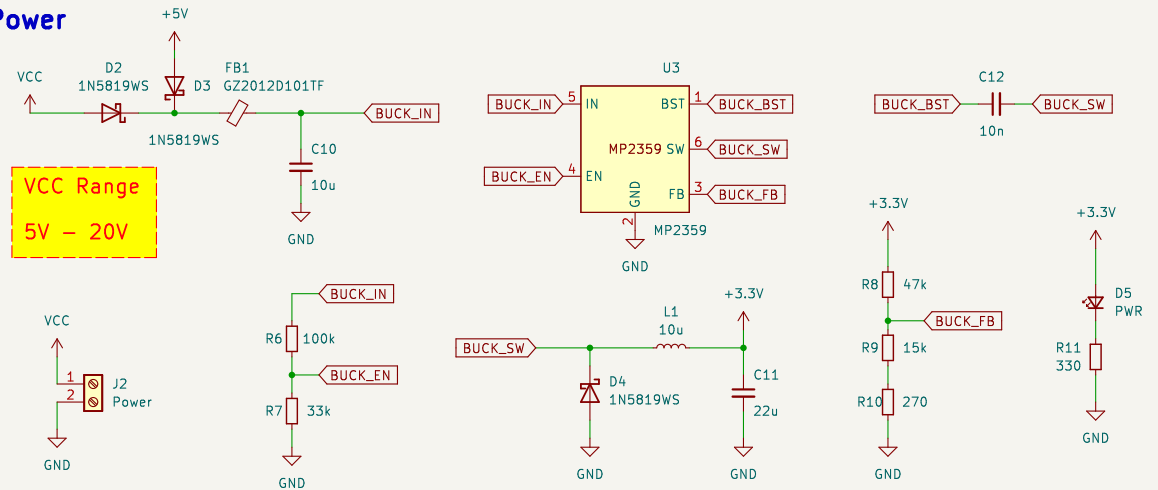 Power
+5V
VCC
D2
1N5819WS
D3
1N5819WS
FB1
GZ2012D101TF
BUCK_IN
C10
10u
GND
VCC Range
5V - 20V
U3
BUCK_IN
5
IN
BUCK_EN
4
EN
MP2359
BST
1
BUCK_BST
SW
6
BUCK_SW
FB
3
BUCK_FB
GND
2
MP2359
GND
C12
BUCK_BST
BUCK_SW
10n
VCC
1
2
J2
Power
GND
BUCK_IN
R6
100k
BUCK_EN
R7
33k
GND
BUCK_SW
L1
10u
+3.3V
D4
1N5819WS
C11
22u
GND
GND
+3.3V
R8
47k
BUCK_FB
R9
15k
R10
270
GND
+3.3V
D5
PWR
R11
330
GND